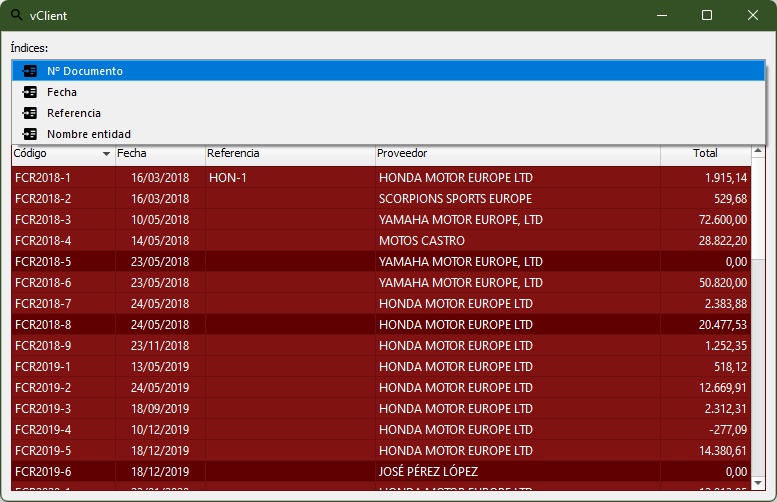 vClient
Índices:
Nº Documento
Fecha
Referencia
Nombre entidad
Código Fecha Referencia Proveedor Total
FCR2018-1 16/03/2018 HON-1 HONDA MOTOR EUROPE LTD 1.915,14
FCR2018-2 16/03/2018 SCORPIONS SPORTS EUROPE 529,68
FCR2018-3 10/05/2018 YAMAHA MOTOR EUROPE, LTD 72.600,00
FCR2018-4 14/05/2018 MOTOS CASTRO 28.822,20
FCR2018-5 23/05/2018 YAMAHA MOTOR EUROPE, LTD 0,00
FCR2018-6 23/05/2018 YAMAHA MOTOR EUROPE, LTD 50.820,00
FCR2018-7 24/05/2018 HONDA MOTOR EUROPE LTD 2.383,88
FCR2018-8 24/05/2018 HONDA MOTOR EUROPE LTD 20.477,53
FCR2018-9 23/11/2018 HONDA MOTOR EUROPE LTD 1.252,35
FCR2019-1 13/05/2019 HONDA MOTOR EUROPE LTD 518,12
FCR2019-2 24/05/2019 HONDA MOTOR EUROPE LTD 12.669,91
FCR2019-3 18/09/2019 HONDA MOTOR EUROPE LTD 2.312,31
FCR2019-4 10/12/2019 HONDA MOTOR EUROPE LTD -277,09
FCR2019-5 18/12/2019 HONDA MOTOR EUROPE LTD 14.380,61
FCR2019-6 18/12/2019 JOSÉ PÉREZ LÓPEZ 0,00
HONDA MOTOR EUROPE LTD